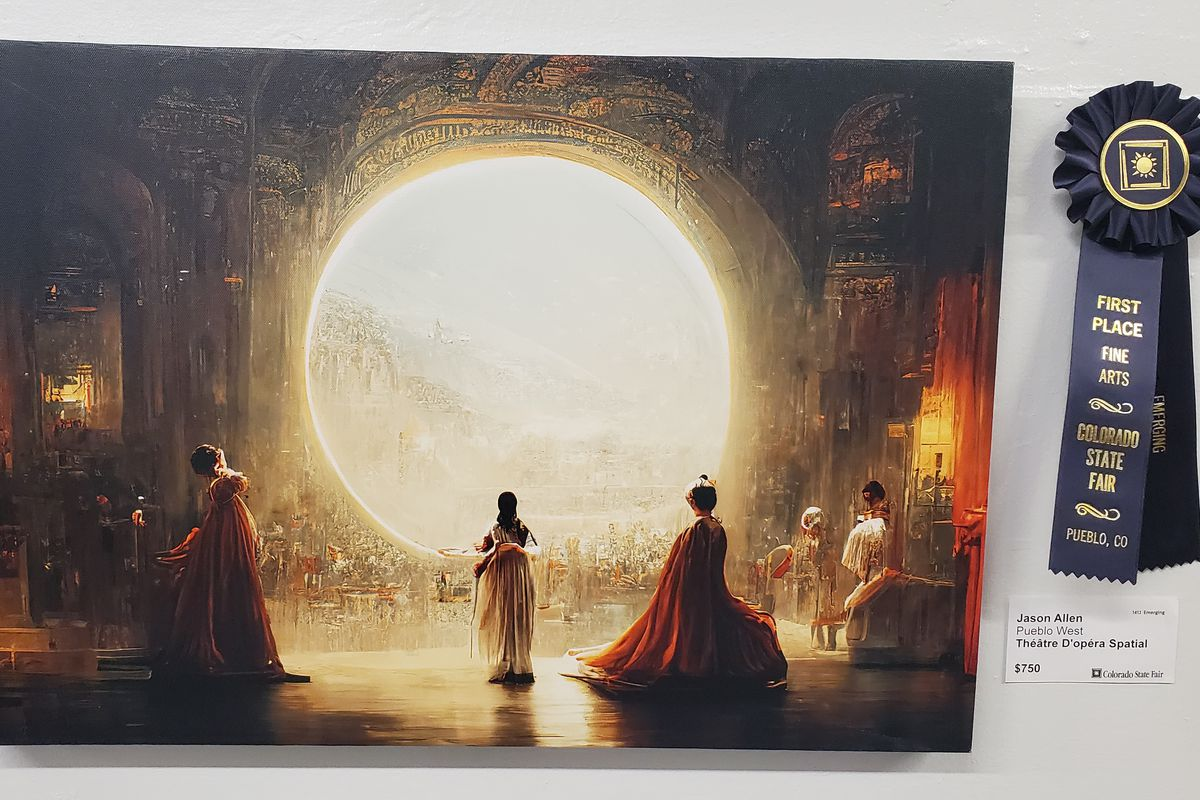 FIRST
PLACE
FINE
ARTS
COLORADO
STATE
FAIR
PUEBLO, CO
EMERGING
1412 Emerging
Jason Allen
Pueblo West
Théâtre D'opéra Spatial
$750
Colorado State Fair